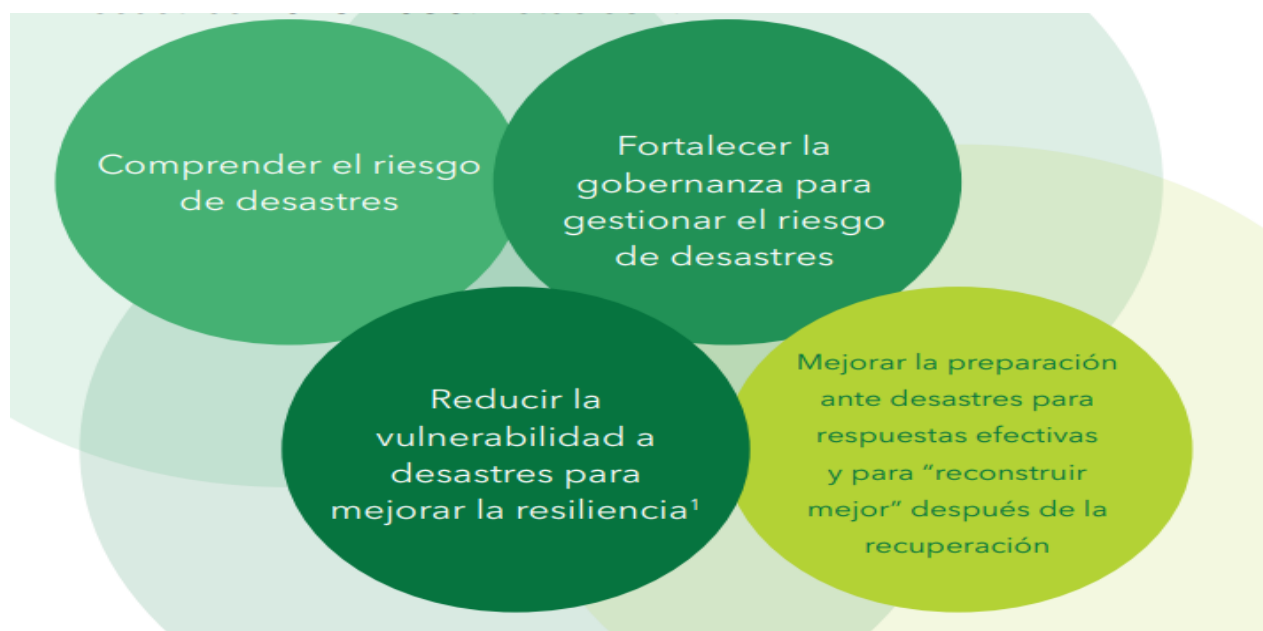 Comprender el riesgo
de desastres
Fortalecer la
gobernanza para
gestionar el riesgo
de desastres
Reducir la
vulnerabilidad a
desastres para
mejorar la resiliencia¹
Mejorar la preparación
ante desastres para
respuestas efectivas
y para “reconstruir
mejor” después de la
recuperación